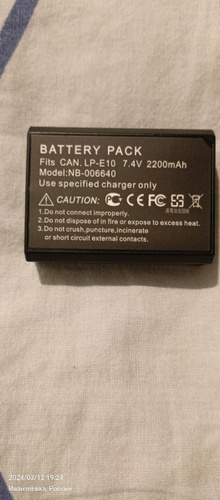 BATTERY PACK
Fits CAN. LP-E10 7.4V 2200mAh
Model:NB-006640
Use specified charger only
CAUTION:
1.Do not connect improperly.
2.Do not dispose of in fire or expose to excess heat.
3.Do not crush,puncture,incinerate
or short circuit external contacts.
2024/03/12 19:24
Ивантеевка, Россия